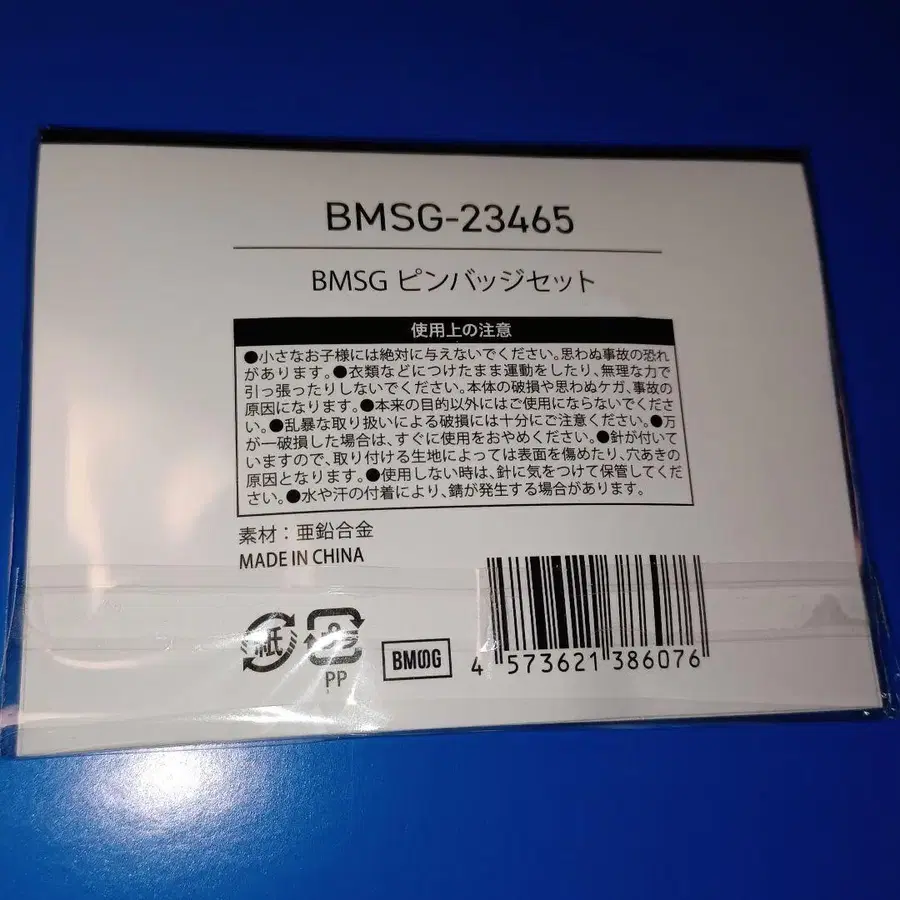 BMSG-23465
BMSG ピンバッジセット
使用上の注意
●小さなお子様には絶対に与えないでください。思わぬ事故の恐れ
があります。●衣類などにつけたまま運動をしたり、無理な力で
引っ張ったりしないでください。本体の破損や思わぬケガ、事故の
原因になります。●本来の目的以外にはご使用にならないでくださ
い。●乱暴な取り扱いによる破損には十分にご注意ください。●万
が一破損した場合は、すぐに使用をおやめください。●針が付いて
いますので、取り付ける生地によっては表面を傷めたり、穴あきの
原因となります。●使用しない時は、針に気をつけて保管してくだ
さい。●水や汗の付着により、錆が発生する場合があります。
素材：亜鉛合金
MADE IN CHINA
紙
プラ
PP
BMSG
4 573621 386076